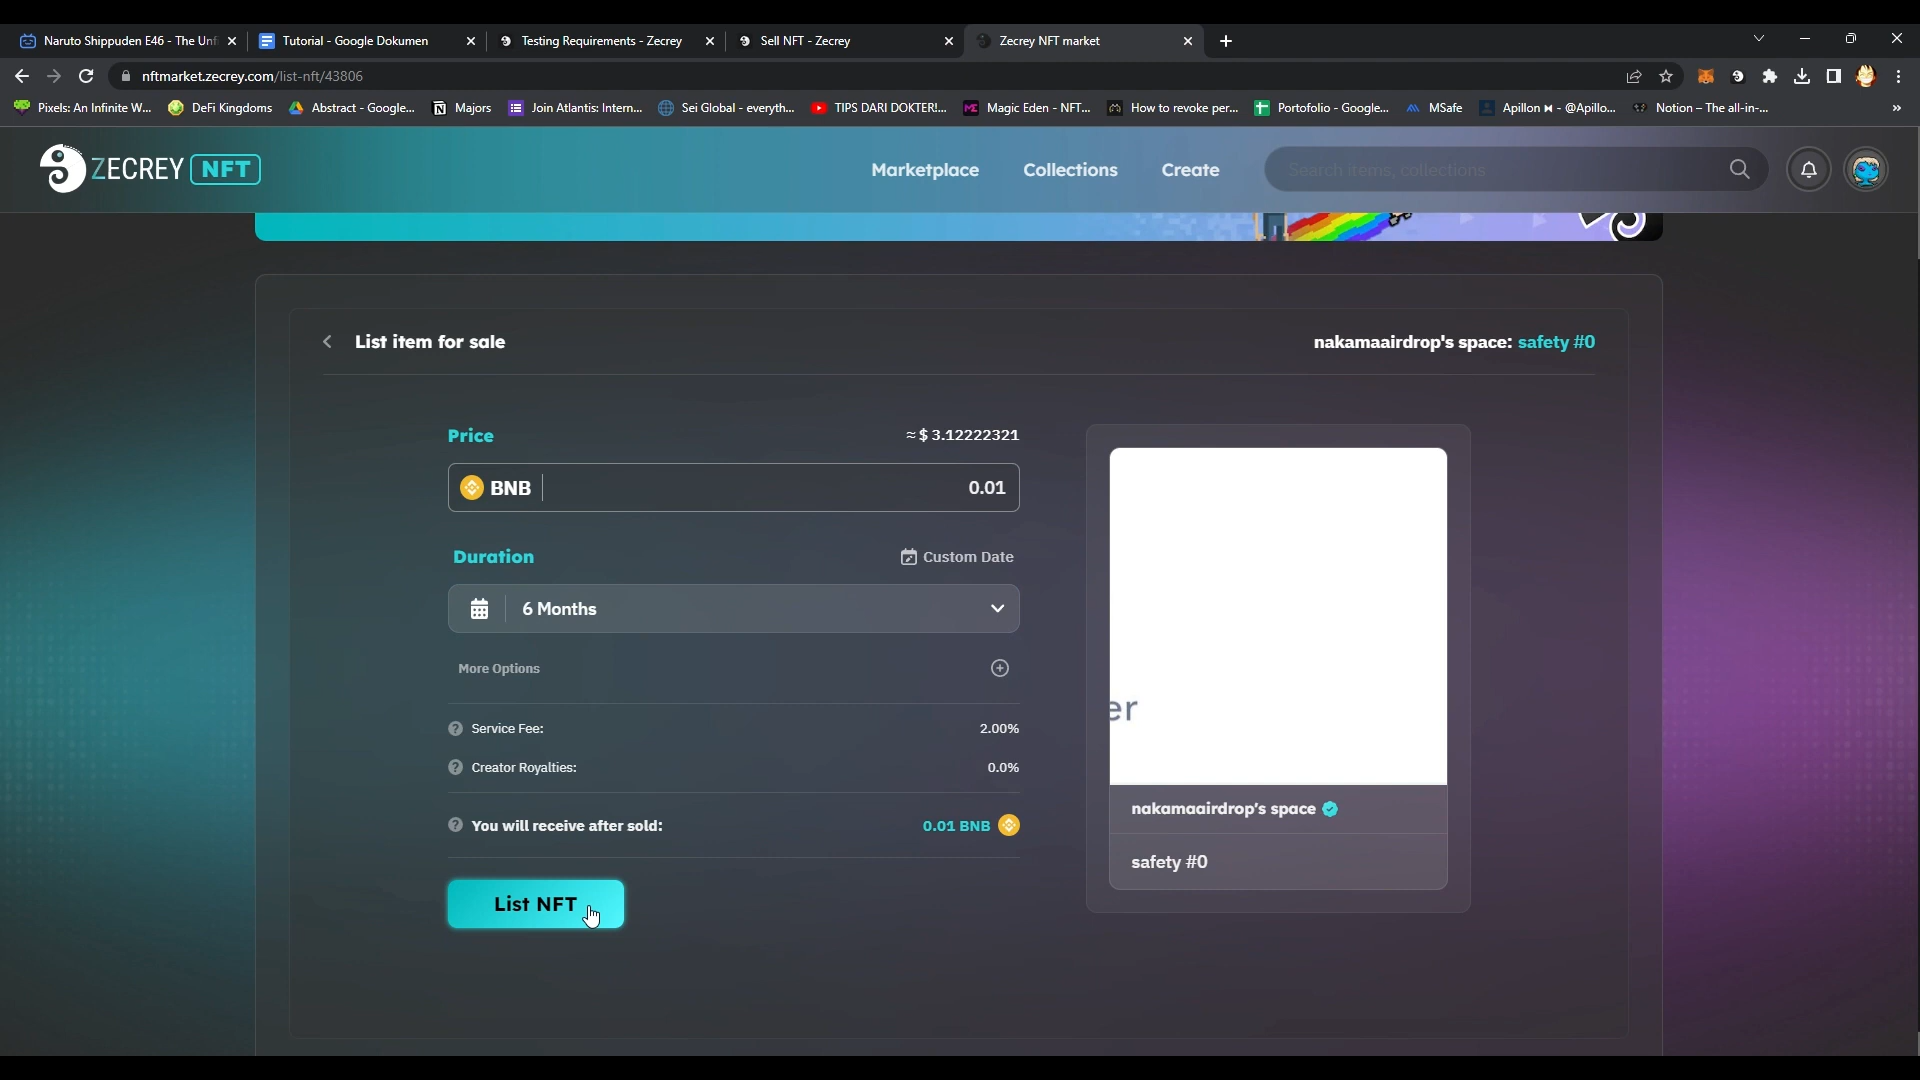 Naruto Shippuden E46 - The Unf
Tutorial - Google Dokumen
Testing Requirements - Zecrey
Sell NFT - Zecrey
Zecrey NFT market
nftmarket.zecrey.com/list-nft/43806
Pixels: An Infinite W...
DeFi Kingdoms
Abstract - Google...
Majors
Join Atlantis: Intern...
Sei Global - everyth...
TIPS DARI DOKTER!...
Magic Eden - NFT...
How to revoke per...
Portofolio - Google...
MSafe
Apillon - @Apillo...
Notion – The all-in-...
ZECREY NFT
Marketplace
Collections
Create
Search items, collections
List item for sale
nakamaairdrop's space: safety #0
Price
≈ $ 3.12222321
BNB
0.01
Duration
Custom Date
6 Months
More Options
Service Fee:
2.00%
Creator Royalties:
0.0%
You will receive after sold:
0.01 BNB
List NFT
er
nakamaairdrop's space
safety #0